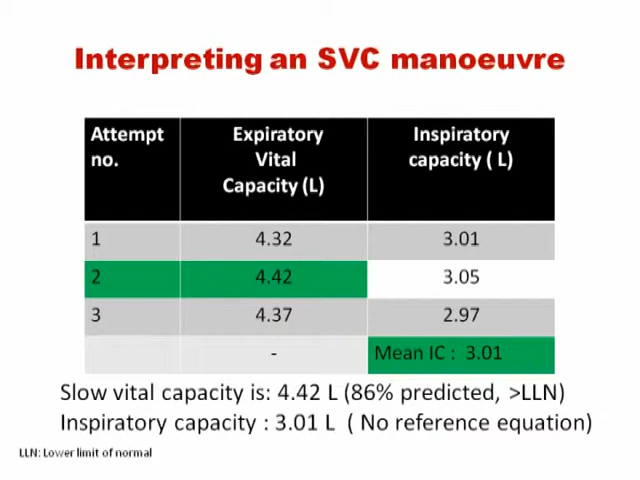 Interpreting an SVC manoeuvre
Attempt no. Expiratory Vital Capacity (L) Inspiratory capacity ( L)
1 4.32 3.01
2 4.42 3.05
3 4.37 2.97
- Mean IC : 3.01
Slow vital capacity is: 4.42 L (86% predicted, >LLN)
Inspiratory capacity : 3.01 L ( No reference equation)
LLN: Lower limit of normal